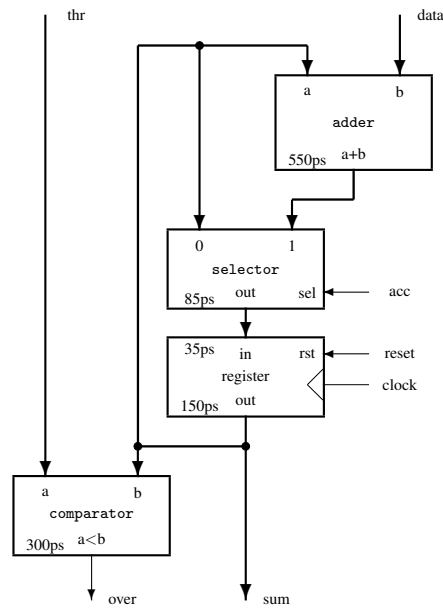 thr
data
a
b
adder
550ps
a+b
0
1
selector
85ps
out
sel
acc
35ps
in
rst
reset
register
clock
150ps
out
a
b
comparator
300ps
a<b
over
sum